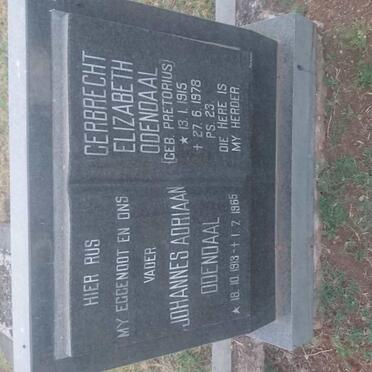 HIER RUS
MY EGGENOOT EN ONS
VADER
JOHANNES ADRIAAN
ODENDAAL
★ 18. 10. 1913 - + 1. 7. 1965
GERBRECHT
ELIZABETH
ODENDAAL
(GEB. PRETORIUS)
★ 13. 1. 1915
+ 27. 6. 1978
PS. 23.
DIE HERE IS
MY HERDER.